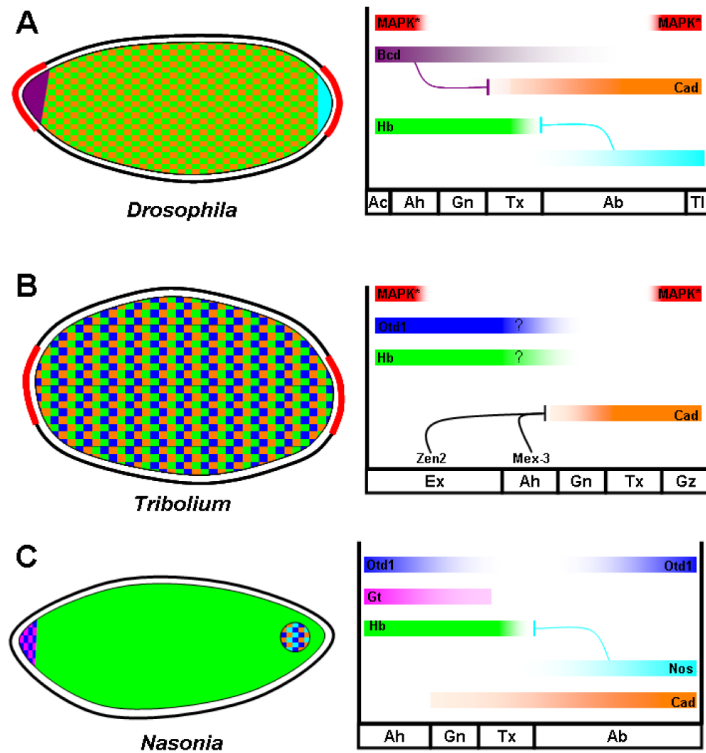 A
MAPK* MAPK*
Bcd
Cad
Hb
Ac Ah Gn Tx Ab Tl
Drosophila
B
MAPK* MAPK*
Otd1 ?
Hb ?
Cad
Zen2 Mex-3
Ex Ah Gn Tx Gz
Tribolium
C
Otd1 Otd1
Gt
Hb
Nos
Cad
Ah Gn Tx Ab
Nasonia